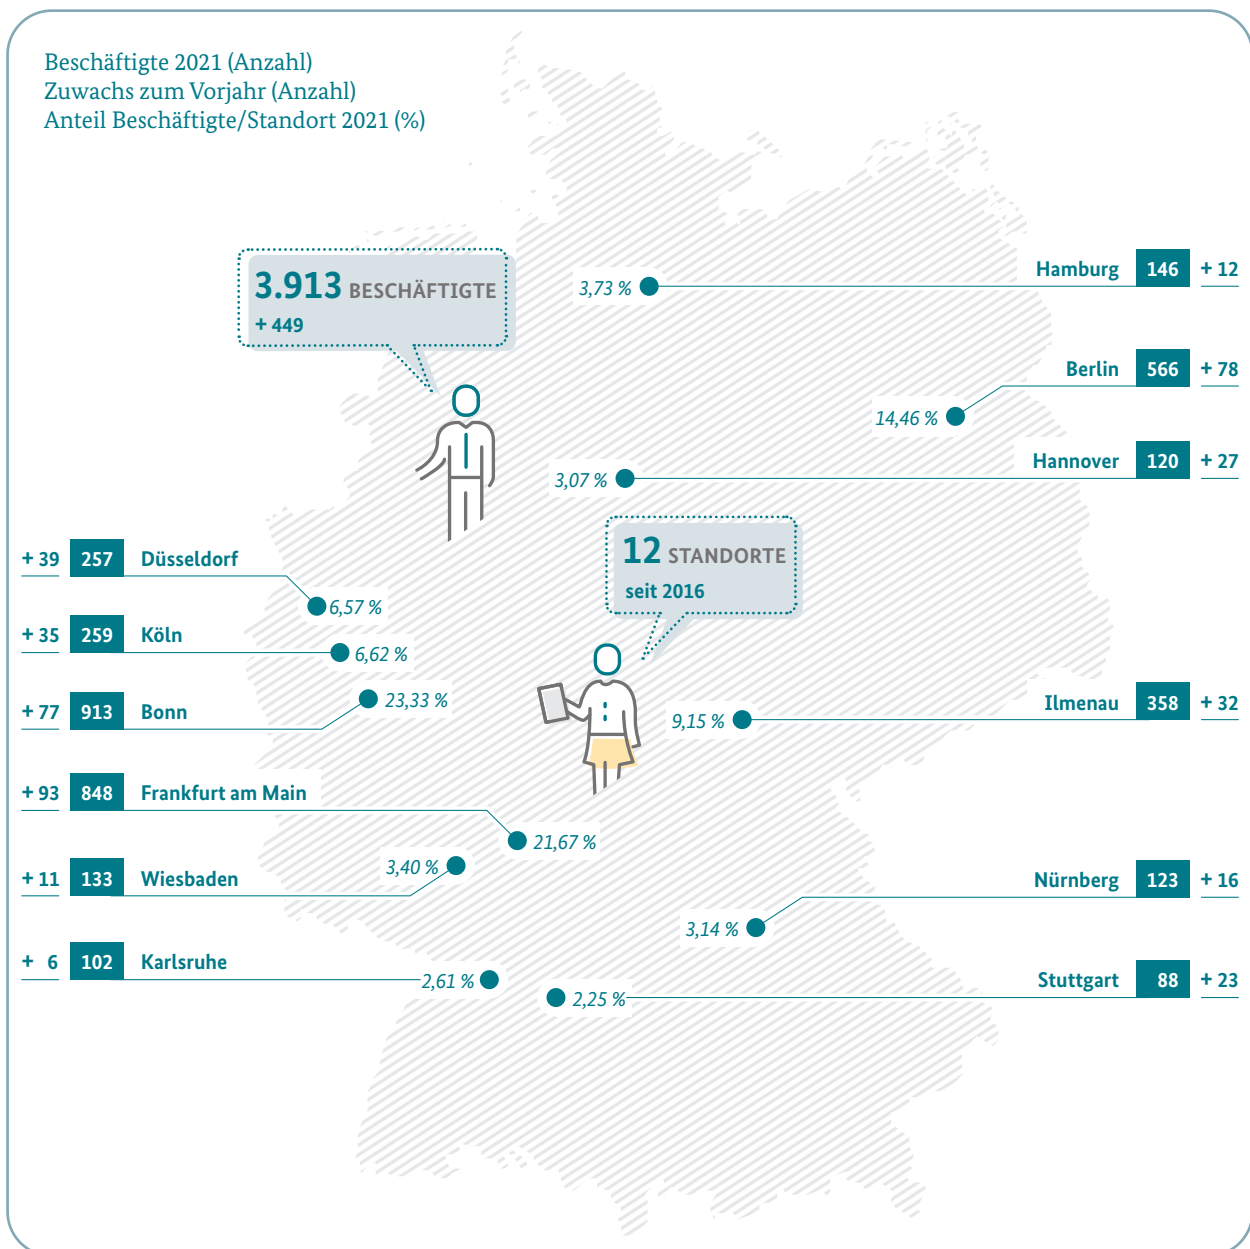 Beschäftigte 2021 (Anzahl)
Zuwachs zum Vorjahr (Anzahl)
Anteil Beschäftigte/Standort 2021 (%)
3.913 BESCHÄFTIGTE
+ 449
3,73 % Hamburg 146 + 12
Berlin 566 + 78
14,46 %
3,07 % Hannover 120 + 27
12 STANDORTE
seit 2016
+ 39 257 Düsseldorf
6,57 %
+ 35 259 Köln
6,62 %
+ 77 913 Bonn
23,33 %
9,15 % Ilmenau 358 + 32
+ 93 848 Frankfurt am Main
21,67 %
+ 11 133 Wiesbaden
3,40 %
Nürnberg 123 + 16
3,14 %
+ 6 102 Karlsruhe
2,61 %
Stuttgart 88 + 23
2,25 %